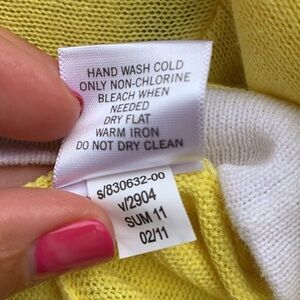 HAND WASH COLD
ONLY NON-CHLORINE
BLEACH WHEN
NEEDED
DRY FLAT
WARM IRON
DO NOT DRY CLEAN
s/830632-00
v/2904
SUM 11
02/11